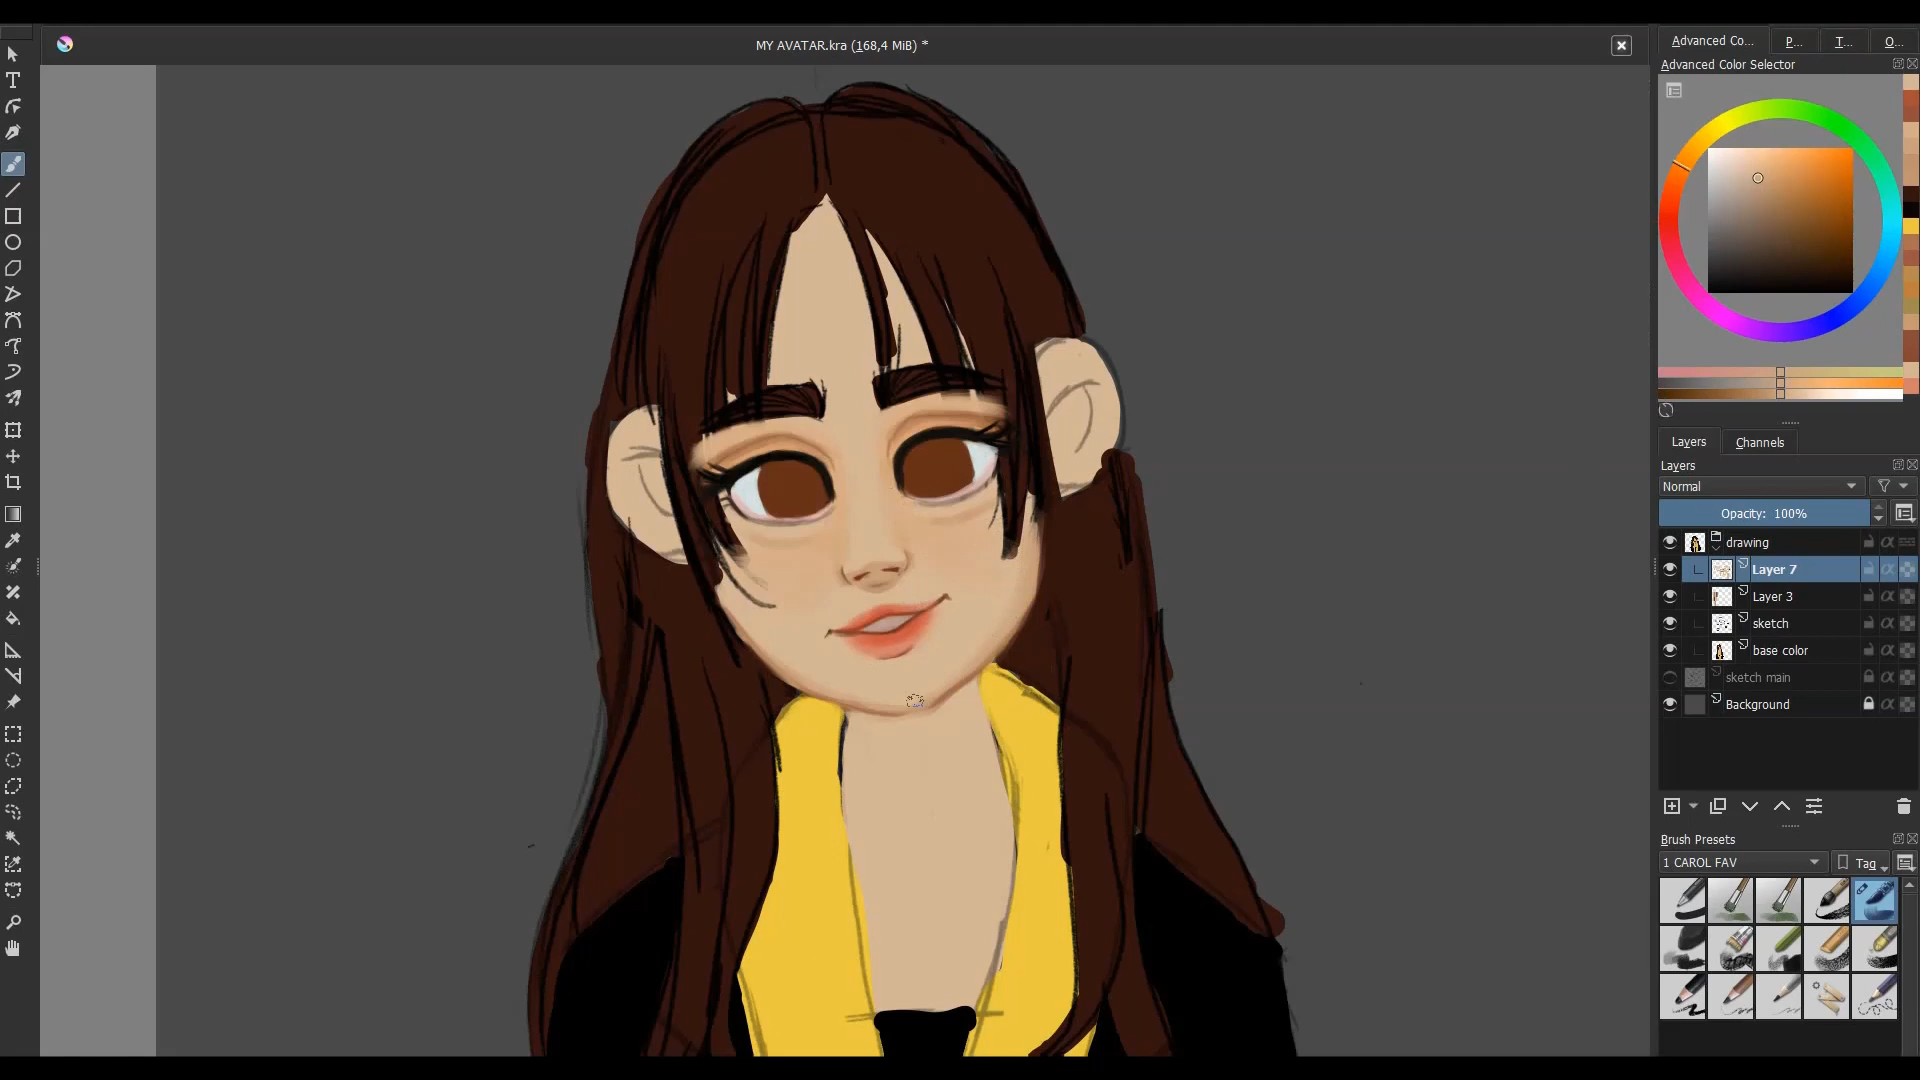 MY AVATAR.kra (168,4 MiB) *
Advanced Co... P... T... O...
Advanced Color Selector
Layers Channels
Layers
Normal
Opacity: 100%
drawing
Layer 7
Layer 3
sketch
base color
sketch main
Background
Brush Presets
1 CAROL FAV Tag